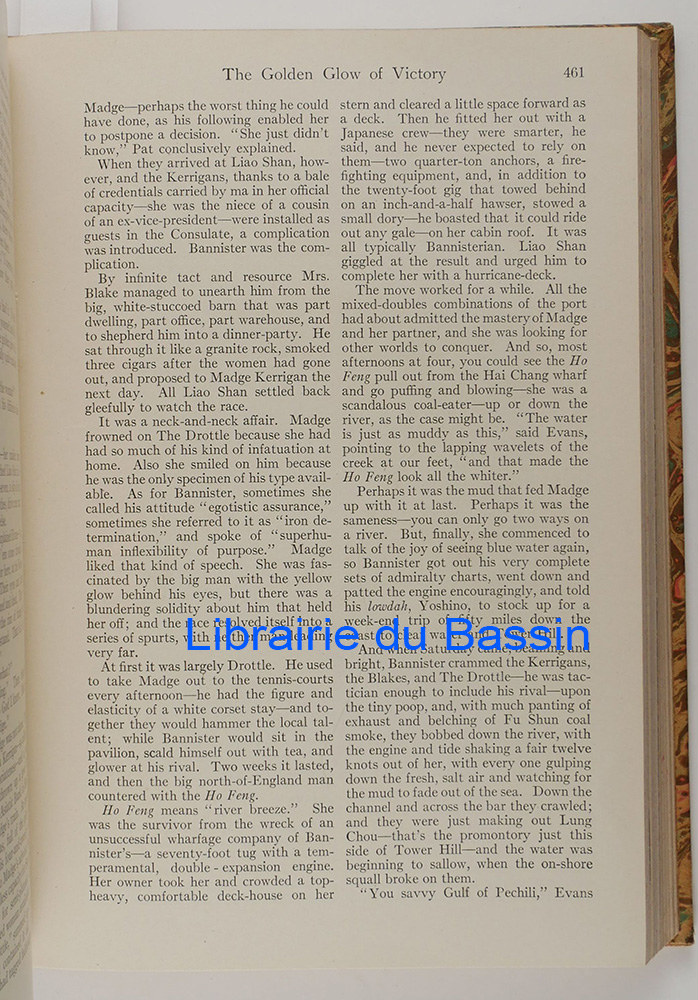 The Golden Glow of Victory 461
Madge—perhaps the worst thing he could
have done, as his following enabled her
to postpone a decision. "She just didn't
know," Pat conclusively explained.
When they arrived at Liao Shan, how-
ever, and the Kerrigans, thanks to a bale
of credentials carried by ma in her official
capacity—she was the niece of a cousin
of an ex-vice-president—were installed as
guests in the Consulate, a complication
was introduced. Bannister was the com-
plication.
By infinite tact and resource Mrs.
Blake managed to unearth him from the
big, white-stuccoed barn that was part
dwelling, part office, part warehouse, and
to shepherd him into a dinner-party. He
sat through it like a granite rock, smoked
three cigars after the women had gone
out, and proposed to Madge Kerrigan the
next day. All Liao Shan settled back
gleefully to watch the race.
It was a neck-and-neck affair. Madge
frowned on The Drottle because she had
had so much of his kind of infatuation at
home. Also she smiled on him because
he was the only specimen of his type avail-
able. As for Bannister, sometimes she
called his attitude "egotistic assurance,"
sometimes she referred to it as "iron de-
termination," and spoke of "superhu-
man inflexibility of purpose." Madge
liked that kind of speech. She was fas-
cinated by the big man with the yellow
glow behind his eyes, but there was a
blundering solidity about him that held
her off; and the race resolved itself into a
series of spurts, with neither man leading
very far.
At first it was largely Drottle. He used
to take Madge out to the tennis-courts
every afternoon—he had the figure and
elasticity of a white corset stay—and to-
gether they would hammer the local tal-
ent; while Bannister would sit in the
pavilion, scald himself out with tea, and
glower at his rival. Two weeks it lasted,
and then the big north-of-England man
countered with the Ho Feng.
Ho Feng means "river breeze." She
was the survivor from the wreck of an
unsuccessful wharfage company of Ban-
nister's—a seventy-foot tug with a tem-
peramental, double-expansion engine.
Her owner took her and crowded a top-
heavy, comfortable deck-house on her
stern and cleared a little space forward as
a deck. Then he fitted her out with a
Japanese crew—they were smarter, he
said, and he never expected to rely on
them—two quarter-ton anchors, a fire-
fighting equipment, and, in addition to
the twenty-foot gig that towed behind
on an inch-and-a-half hawser, stowed a
small dory—he boasted that it could ride
out any gale—on her cabin roof. It was
all typically Bannisterian. Liao Shan
giggled at the result and urged him to
complete her with a hurricane-deck.
The move worked for a while. All the
mixed-doubles combinations of the port
had about admitted the mastery of Madge
and her partner, and she was looking for
other worlds to conquer. And so, most
afternoons at four, you could see the Ho
Feng pull out from the Hai Chang wharf
and go puffing and blowing—she was a
scandalous coal-eater—up or down the
river, as the case might be. "The water
is just as muddy as this," said Evans,
pointing to the lapping wavelets of the
creek at our feet, "and that made the
Ho Feng look all the whiter."
Perhaps it was the mud that fed Madge
up with it at last. Perhaps it was the
sameness—you can only go two ways on
a river. But, finally, she commenced to
talk of the joy of seeing blue water again,
so Bannister got out his very complete
sets of admiralty charts, went down and
patted the engine encouragingly, and told
his lowdah, Yoshino, to stock up for a
week-end trip of fifty miles down the
coast to clear water and Tower Hill.
And when Saturday came, beaming and
bright, Bannister crammed the Kerrigans,
the Blakes, and The Drottle—he was tac-
tician enough to include his rival—upon
the tiny poop, and, with much panting of
exhaust and belching of Fu Shun coal
smoke, they bobbed down the river, with
the engine and tide shaking a fair twelve
knots out of her, with every one gulping
down the fresh, salt air and watching for
the mud to fade out of the sea. Down the
channel and across the bar they crawled;
and they were just making out Lung
Chou—that's the promontory just this
side of Tower Hill—and the water was
beginning to sallow, when the on-shore
squall broke on them.
"You savvy Gulf of Pechili," Evans
Librairie du Bassin